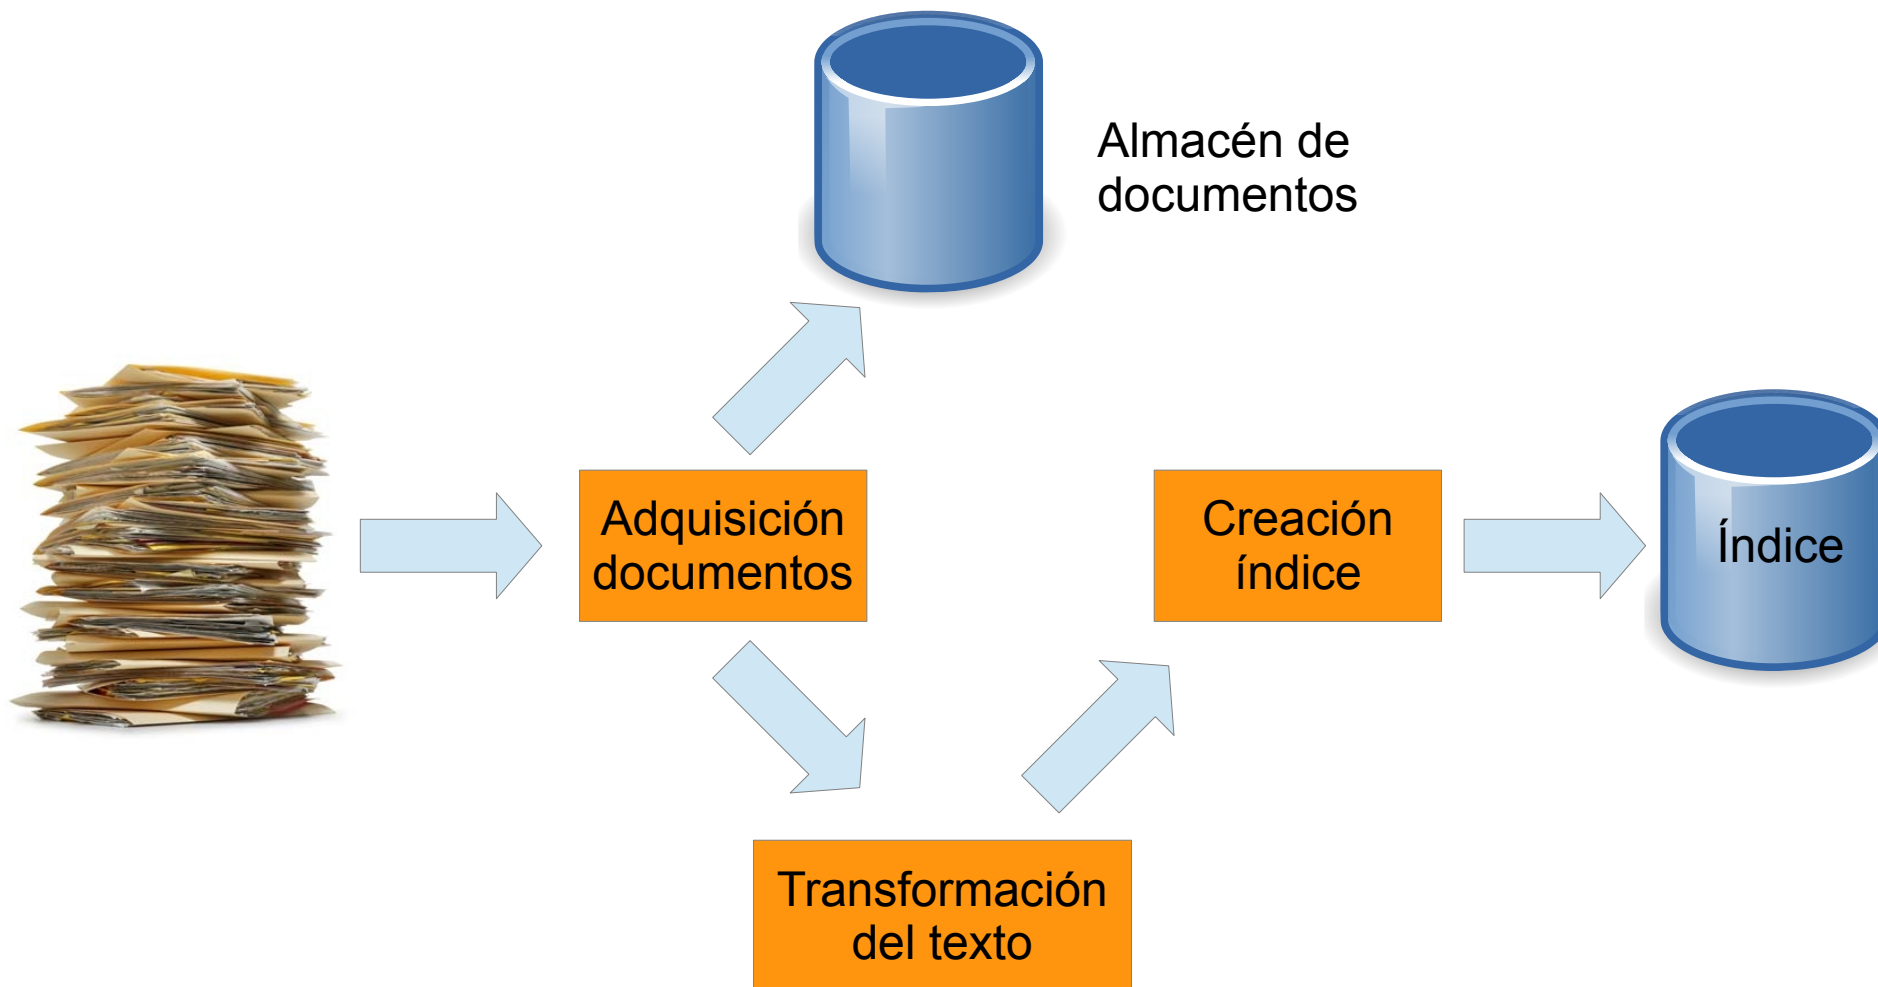 Almacén de
documentos
Adquisición
documentos
Creación
índice
Índice
Transformación
del texto